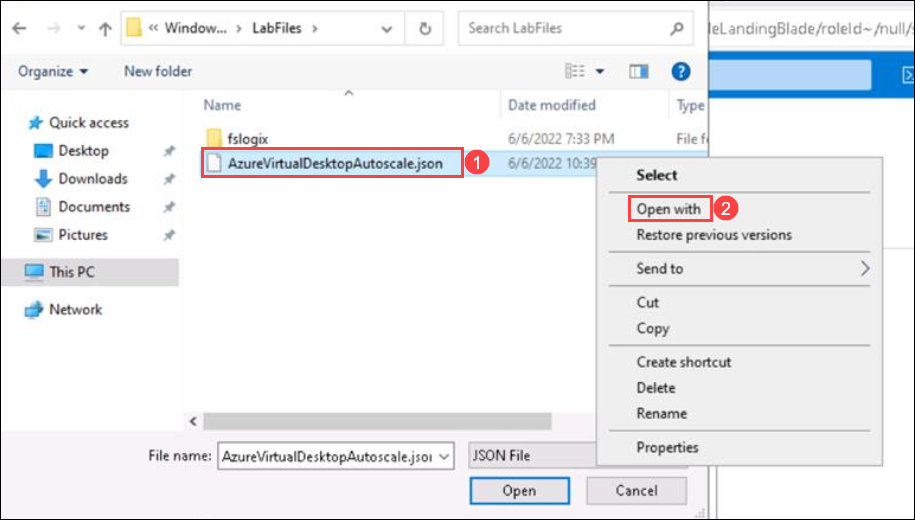 « Window... > LabFiles >
Search LabFiles
leLandingBlade/roleId~/null/s
Organize
New folder
?
Name
Date modified
Type
Quick access
Desktop
Downloads
Documents
Pictures
This PC
Network
fslogix
6/6/2022 7:33 PM
File f
AzureVirtualDesktopAutoscale.json
1
6/6/2022 10:39
Select
Open with
2
Restore previous versions
Send to
Cut
Copy
Create shortcut
Delete
Rename
Properties
File name:
AzureVirtualDesktopAutoscale.json
JSON File
Open
Cancel